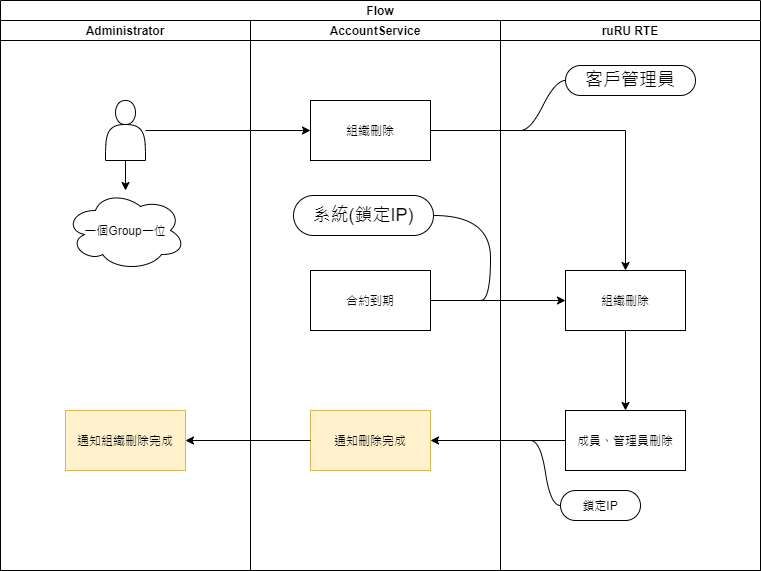 Flow
Administrator
AccountService
ruRU RTE
客戶管理員
組織刪除
一個Group一位
系統(鎖定IP)
合約到期
組織刪除
通知組織刪除完成
通知刪除完成
成員、管理員刪除
鎖定IP